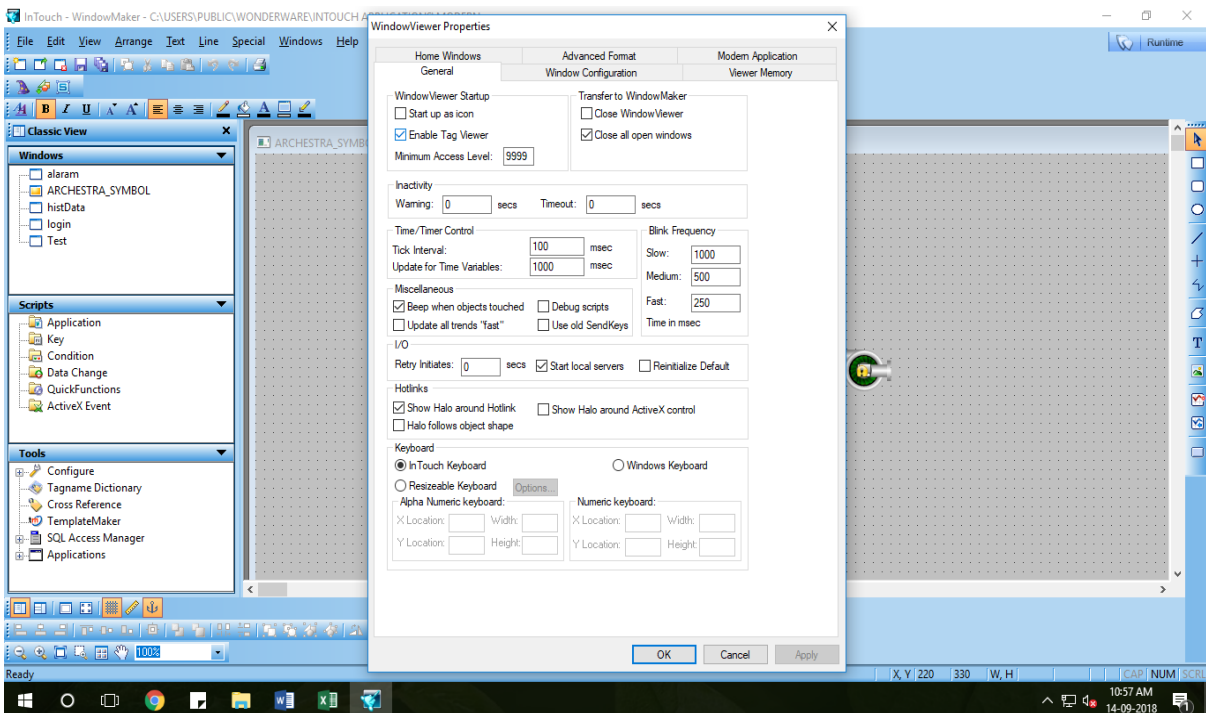 InTouch - WindowMaker - C:\USERS\PUBLIC\WONDERWARE\INTOUCH
File Edit View Arrange Text Line Special Windows Help
Runtime
B I U
Classic View
Windows
alaram
ARCHESTRA_SYMBOL
histData
login
Test
Scripts
Application
Key
Condition
Data Change
QuickFunctions
ActiveX Event
Tools
Configure
Tagname Dictionary
Cross Reference
TemplateMaker
SQL Access Manager
Applications
ARCHESTRA_SYMB
WindowViewer Properties
Home Windows Advanced Format Modern Application
General Window Configuration Viewer Memory
WindowViewer Startup
Start up as icon
Enable Tag Viewer
Minimum Access Level: 9999
Transfer to WindowMaker
Close WindowViewer
Close all open windows
Inactivity
Warning: 0 secs Timeout: 0 secs
Time/Timer Control
Tick Interval: 100 msec
Update for Time Variables: 1000 msec
Blink Frequency
Slow: 1000
Medium: 500
Fast: 250
Time in msec
Miscellaneous
Beep when objects touched Debug scripts
Update all trends "fast" Use old SendKeys
I/O
Retry Initiates: 0 secs Start local servers Reinitialize Default
Hotlinks
Show Halo around Hotlink Show Halo around ActiveX control
Halo follows object shape
Keyboard
InTouch Keyboard Windows Keyboard
Resizeable Keyboard Options...
Alpha Numeric keyboard:
X Location: Width:
Y Location: Height:
Numeric keyboard:
X Location: Width:
Y Location: Height:
OK Cancel Apply
T
100%
Ready
X, Y 220 330 W, H CAP NUM SCRL
10:57 AM
14-09-2018